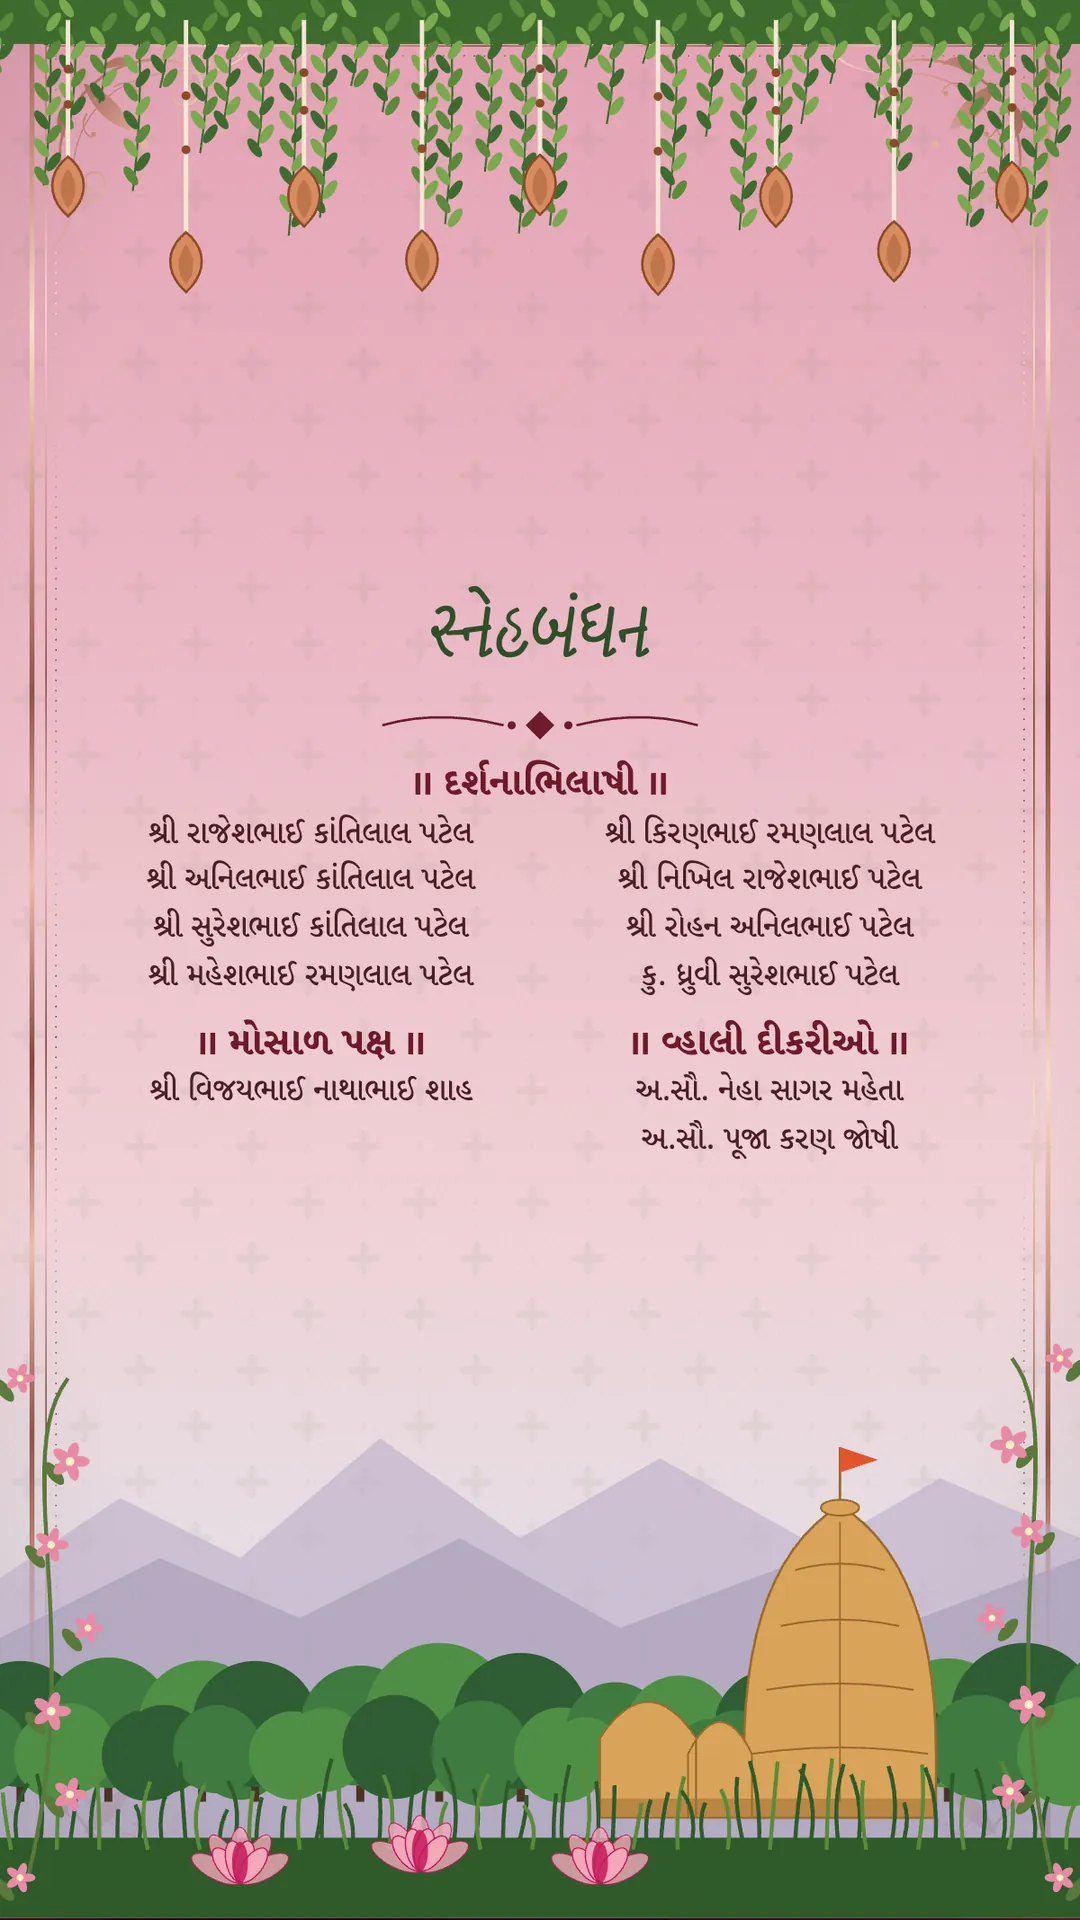 સ્નેહબંધન
॥ દર્શનાભિલાષી ॥
શ્રી રાજેશભાઈ કાંતિલાલ પટેલ
શ્રી અનિલભાઈ કાંતિલાલ પટેલ
શ્રી સુરેશભાઈ કાંતિલાલ પટેલ
શ્રી મહેશભાઈ રમણલાલ પટેલ
શ્રી કિરણભાઈ રમણલાલ પટેલ
શ્રી નિખિલ રાજેશભાઈ પટેલ
શ્રી રોહન અનિલભાઈ પટેલ
કુ. ધ્રુવી સુરેશભાઈ પટેલ
॥ મોસાળ પક્ષ ॥
શ્રી વિજયભાઈ નાથાભાઈ શાહ
॥ વ્હાલી દીકરીઓ ॥
અ.સૌ. નેહા સાગર મહેતા
અ.સૌ. પૂજા કરણ જોષી